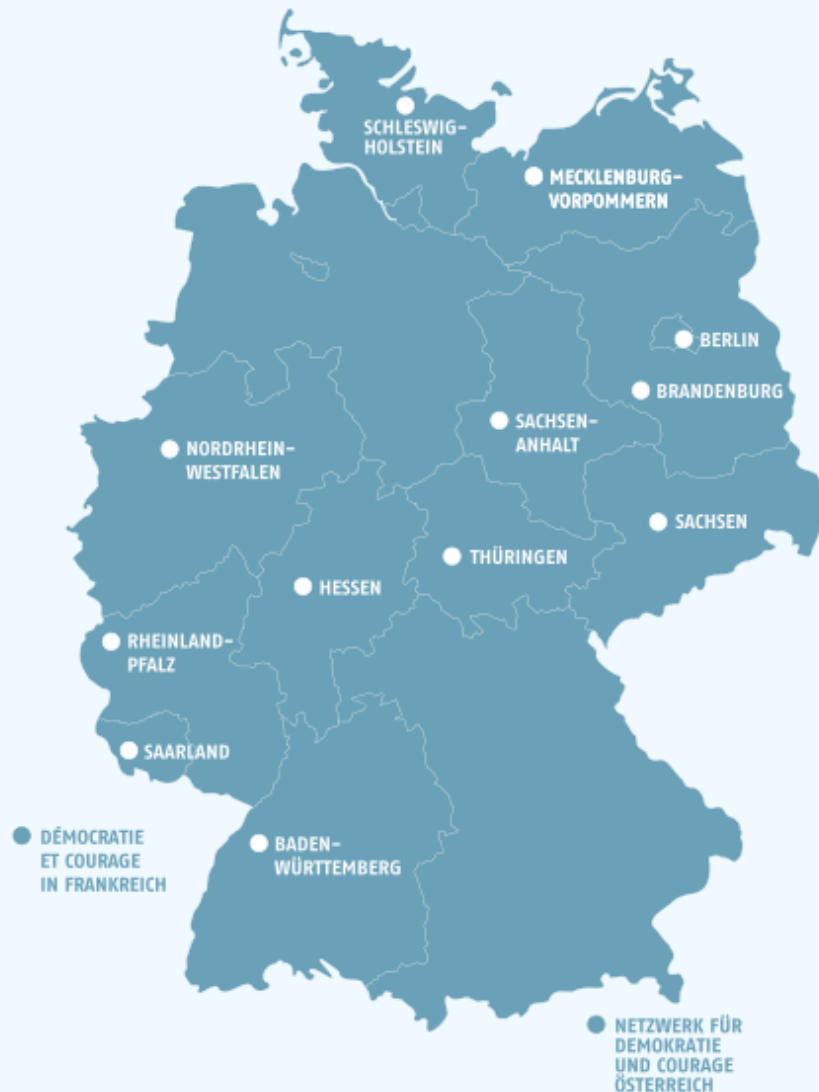 SCHLESWIG-
HOLSTEIN
MECKLENBURG-
VORPOMMERN
BERLIN
BRANDENBURG
SACHSEN-
ANHALT
NORDRHEIN-
WESTFALEN
SACHSEN
THÜRINGEN
HESSEN
RHEINLAND-
PFALZ
SAARLAND
DÉMOCRATIE
ET COURAGE
IN FRANKREICH
BADEN-
WÜRTTEMBERG
NETZWERK FÜR
DEMOKRATIE
UND COURAGE
ÖSTERREICH